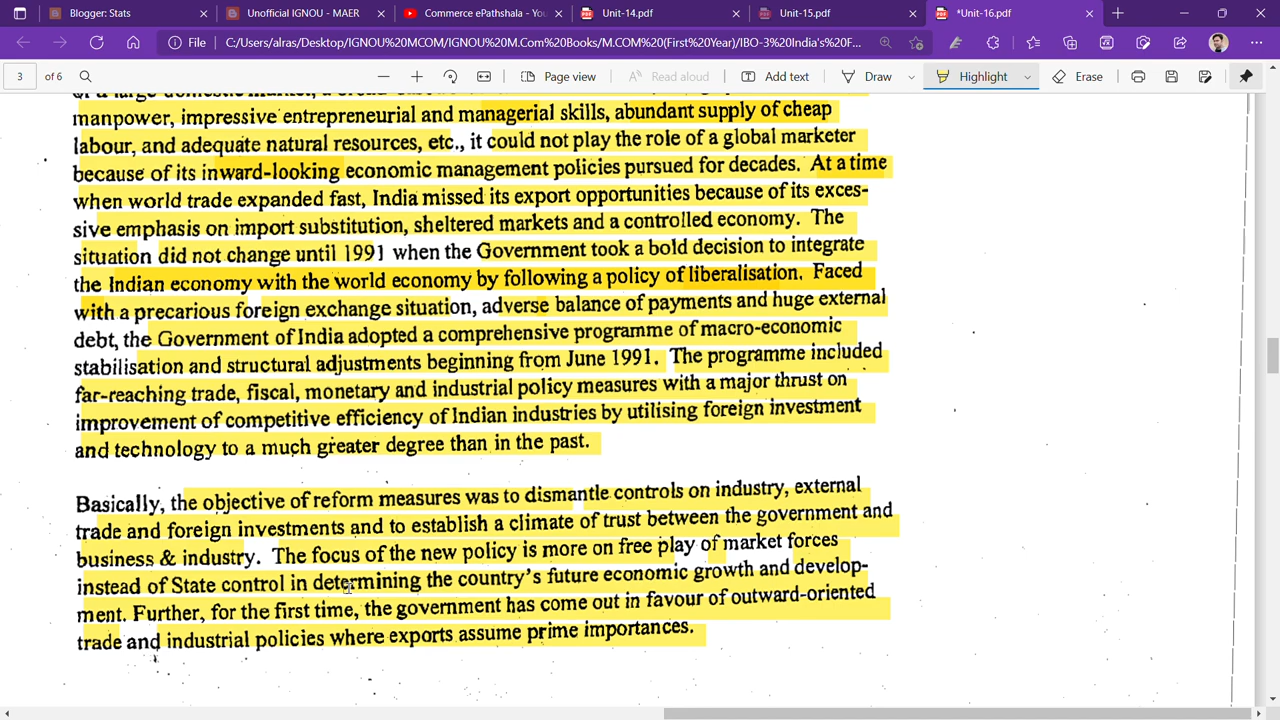 Blogger: Stats
Unofficial IGNOU - MAER
Commerce ePathshala - Yo
Unit-14.pdf
Unit-15.pdf
*Unit-16.pdf
File
C:/Users/alras/Desktop/IGNOU%20MCOM/IGNOU%20M.Com%20Books/M.COM%20(First%20Year)/IBO-3%20India's%20F...
3 of 6
Page view
Read aloud
Add text
Draw
Highlight
Erase
manpower, impressive entrepreneurial and managerial skills, abundant supply of cheap
labour, and adequate natural resources, etc., it could not play the role of a global marketer
because of its inward-looking economic management policies pursued for decades. At a time
when world trade expanded fast, India missed its export opportunities because of its exces-
sive emphasis on import substitution, sheltered markets and a controlled economy. The
situation did not change until 1991 when the Government took a bold decision to integrate
the Indian economy with the world economy by following a policy of liberalisation. Faced
with a precarious foreign exchange situation, adverse balance of payments and huge external
debt, the Government of India adopted a comprehensive programme of macro-economic
stabilisation and structural adjustments beginning from June 1991. The programme included
far-reaching trade, fiscal, monetary and industrial policy measures with a major thrust on
improvement of competitive efficiency of Indian industries by utilising foreign investment
and technology to a much greater degree than in the past.
Basically, the objective of reform measures was to dismantle controls on industry, external
trade and foreign investments and to establish a climate of trust between the government and
business & industry. The focus of the new policy is more on free play of market forces
instead of State control in determining the country's future economic growth and develop-
ment. Further, for the first time, the government has come out in favour of outward-oriented
trade and industrial policies where exports assume prime importances.